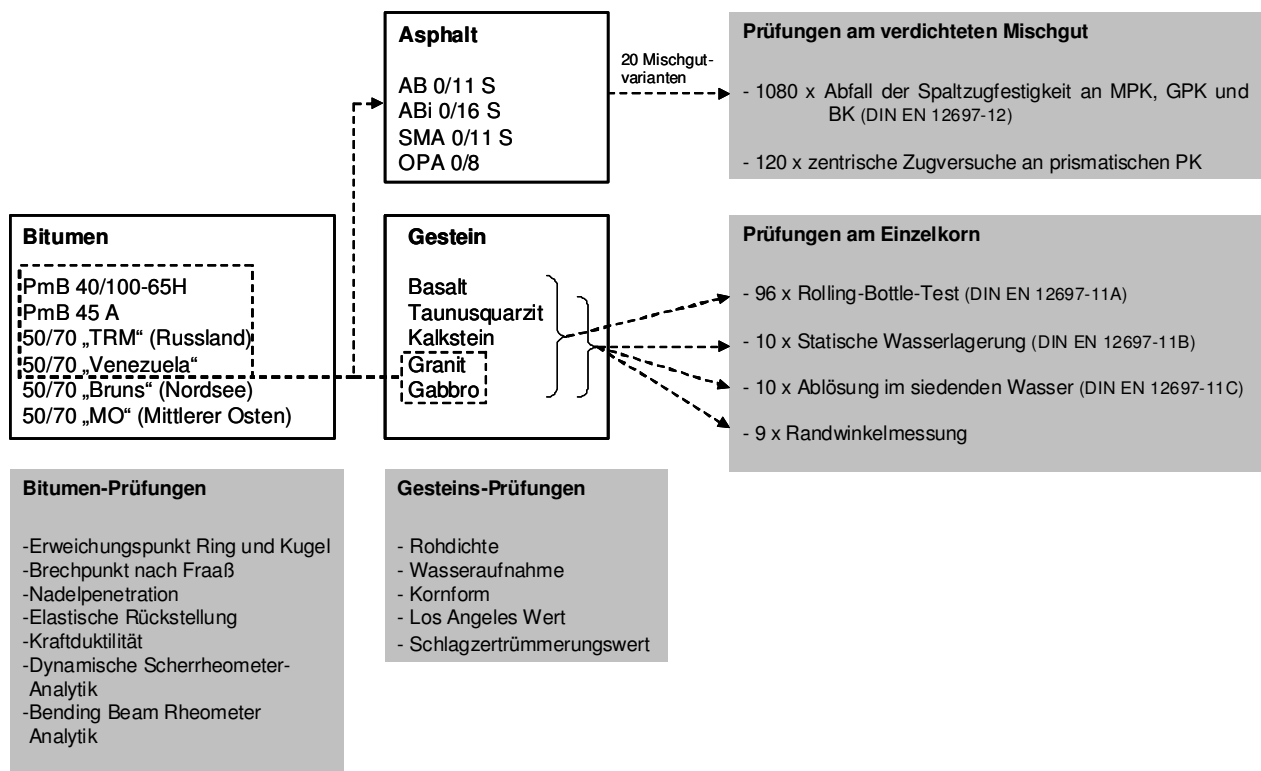 Asphalt
AB 0/11 S
ABi 0/16 S
SMA 0/11 S
OPA 0/8
20 Mischgut-
varianten
Prüfungen am verdichteten Mischgut
- 1080 x Abfall der Spaltzugfestigkeit an MPK, GPK und
BK (DIN EN 12697-12)
- 120 x zentrische Zugversuche an prismatischen PK
Bitumen
PmB 40/100-65H
PmB 45 A
50/70 „TRM“ (Russland)
50/70 „Venezuela“
50/70 „Bruns“ (Nordsee)
50/70 „MO“ (Mittlerer Osten)
Gestein
Basalt
Taunusquarzit
Kalkstein
Granit
Gabbro
Prüfungen am Einzelkorn
- 96 x Rolling-Bottle-Test (DIN EN 12697-11A)
- 10 x Statische Wasserlagerung (DIN EN 12697-11B)
- 10 x Ablösung im siedenden Wasser (DIN EN 12697-11C)
- 9 x Randwinkelmessung
Bitumen-Prüfungen
-Erweichungspunkt Ring und Kugel
-Brechpunkt nach Fraaß
-Nadelpenetration
-Elastische Rückstellung
-Kraftduktilität
-Dynamische Scherrheometer-
Analytik
-Bending Beam Rheometer
Analytik
Gesteins-Prüfungen
- Rohdichte
- Wasseraufnahme
- Kornform
- Los Angeles Wert
- Schlagzertrümmerungswert